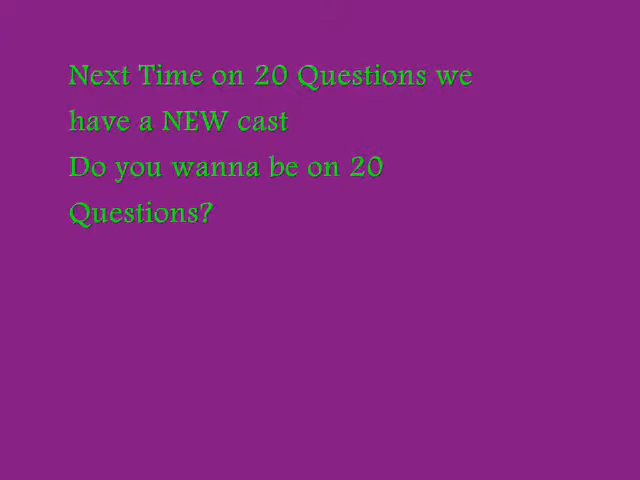 Next Time on 20 Questions we
have a NEW cast
Do you wanna be on 20
Questions?